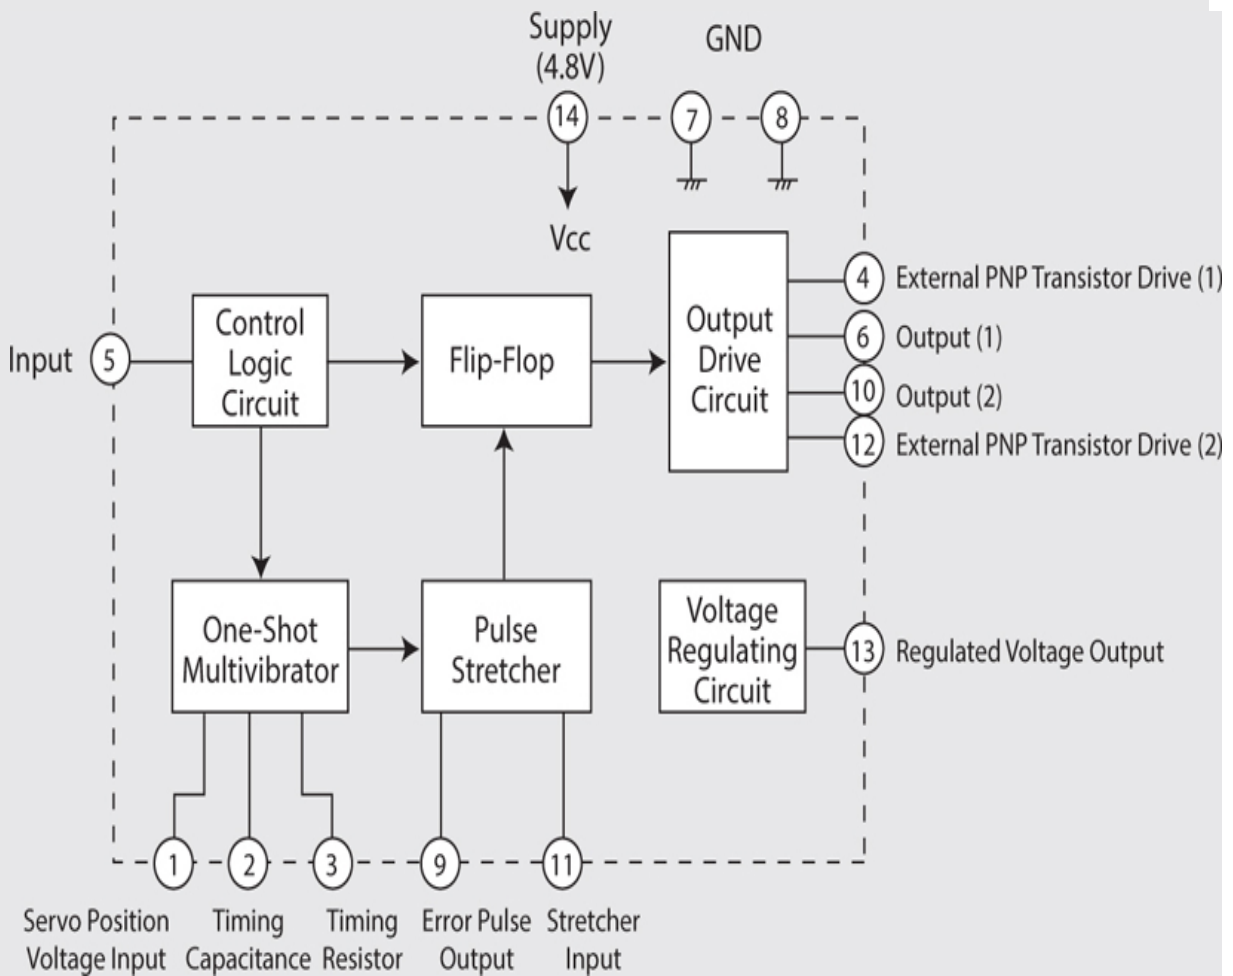 Supply
(4.8V)
GND
14
7
8
Vcc
Control
Logic
Circuit
Flip-Flop
Output
Drive
Circuit
Input
5
4
External PNP Transistor Drive (1)
6
Output (1)
10
Output (2)
12
External PNP Transistor Drive (2)
One-Shot
Multivibrator
Pulse
Stretcher
Voltage
Regulating
Circuit
13
Regulated Voltage Output
1
2
3
9
11
Servo Position
Voltage Input
Timing
Capacitance
Timing
Resistor
Error Pulse
Output
Stretcher
Input